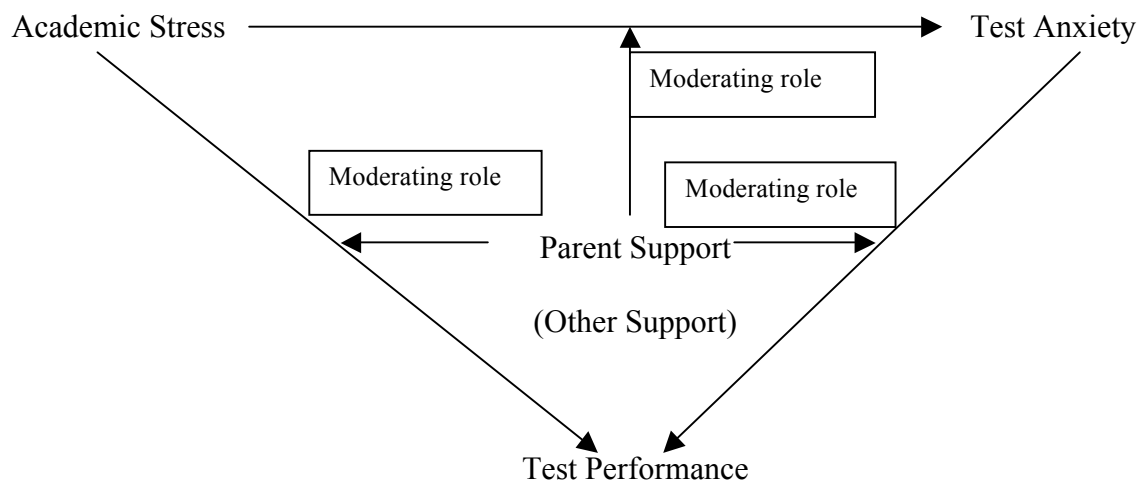 Academic Stress
Test Anxiety
Moderating role
Moderating role
Moderating role
Parent Support
(Other Support)
Test Performance